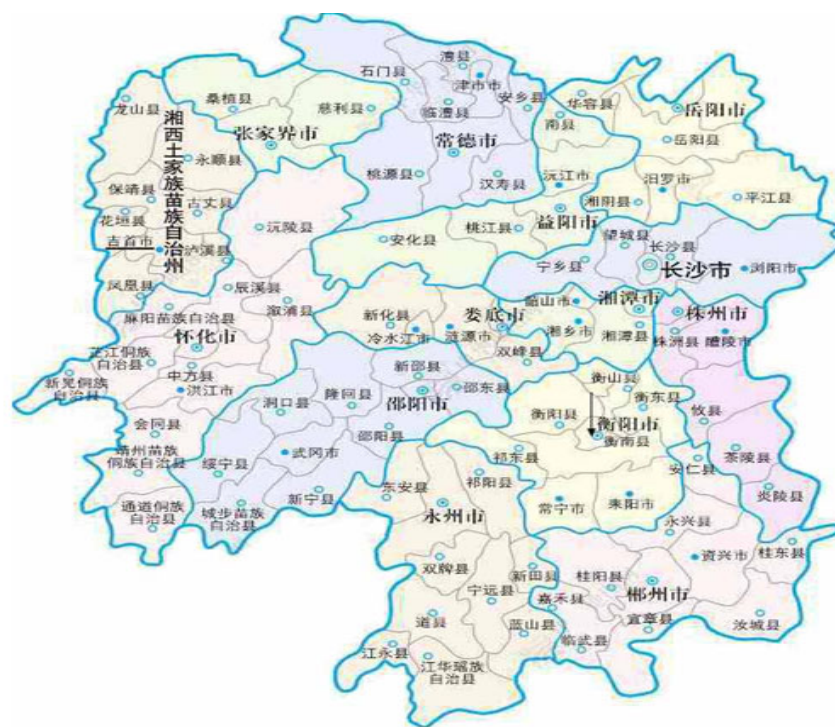 澧县
石门县
津市市
安乡县
华容县
岳阳市
龙山县
桑植县
慈利县
临澧县
南县
湘西土家族苗族自治州
张家界市
常德市
岳阳县
永顺县
桃源县
汉寿县
沅江市
汨罗市
保靖县
古丈县
湘阴县
平江县
花垣县
沅陵县
桃江县
益阳市
吉首市
安化县
望城县
长沙县
泸溪县
宁乡县
长沙市
浏阳市
凤凰县
辰溪县
麻阳苗族自治县
溆浦县
新化县
娄底市
韶山市
湘潭市
株洲市
怀化市
冷水江市
涟源市
湘乡市
湘潭县
株洲县
醴陵市
芷江侗族
自治县
中方县
新邵县
双峰县
新晃侗族
自治县
洪江市
隆回县
邵东县
衡山县
衡东县
洞口县
邵阳市
衡阳县
衡阳市
攸县
会同县
邵阳县
衡南县
靖州苗族
侗族自治县
武冈市
祁东县
安仁县
茶陵县
绥宁县
东安县
祁阳县
炎陵县
通道侗族
自治县
城步苗族
自治县
新宁县
永州市
常宁市
耒阳市
永兴县
双牌县
新田县
桂阳县
资兴市
桂东县
宁远县
嘉禾县
郴州市
道县
蓝山县
宜章县
汝城县
江永县
江华瑶族
自治县
临武县